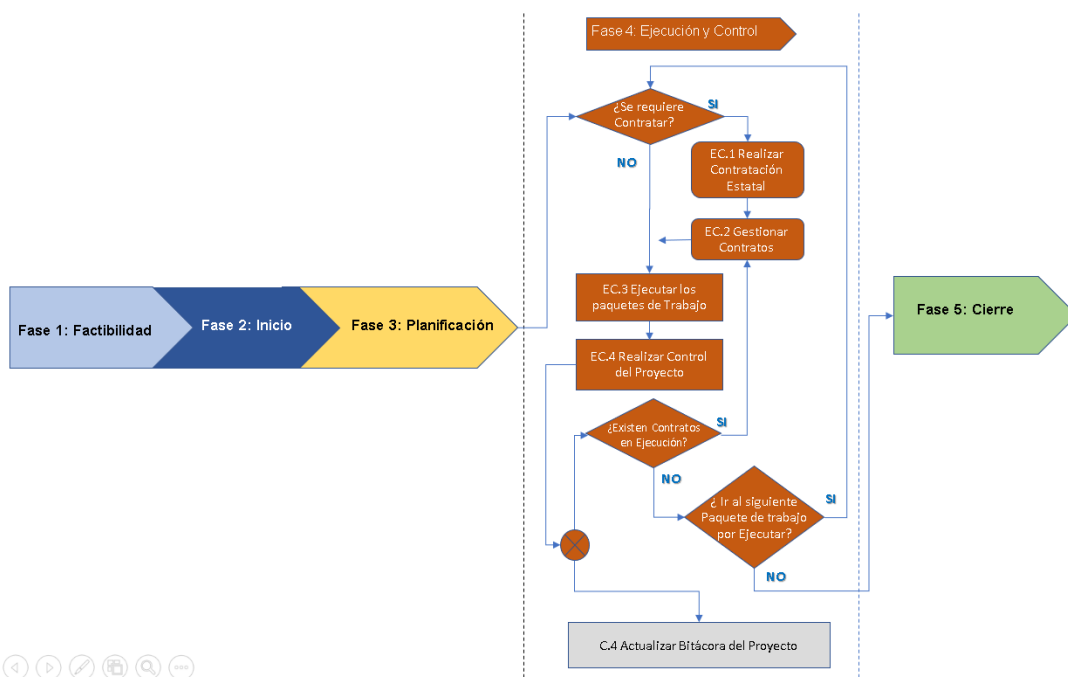 Fase 4: Ejecución y Control
¿Se requiere
Contratar?
SI
NO
EC.1 Realizar
Contratación
Estatal
EC.2 Gestionar
Contratos
EC.3 Ejecutar los
paquetes de Trabajo
EC.4 Realizar Control
del Proyecto
Fase 1: Factibilidad
Fase 2: Inicio
Fase 3: Planificación
¿Existen Contratos
en Ejecución?
SI
NO
¿ Ir al siguiente
Paquete de trabajo
por Ejecutar?
SI
NO
C.4 Actualizar Bitácora del Proyecto
Fase 5: Cierre